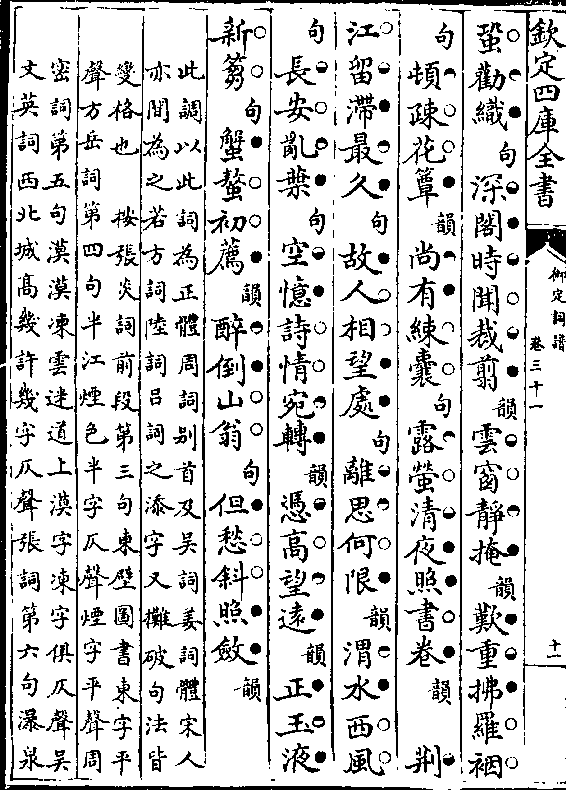 欽定四庫全書
御定詞譜
卷三十一
十一
蛩勸織句深閣時聞裁剪韻雲窗靜掩韻歎重拂羅裀
句頓疎花簟韻尚有練囊句露螢清夜照書卷韻荆
江留滯最久句故人相望處句離思何限韻渭水西風
句長安亂葉句空憶詩情宛轉韻憑高望遠韻正玉液
新篘句蟹螯初薦韻醉倒山翁句但愁斜照斂韻
此調以此詞為正體周詞别首及吴詞姜詞體宋人
亦間為之若方詞陸詞吕詞之添字又攤破句法皆
變格也 按張炎詞前段第三句東壁圖書東字平
聲方岳詞第四句半江煙色半字仄聲煙字平聲周
密詞第五句漠漠凍雲迷道上漠字凍字俱仄聲吴
文英詞西北城髙幾許幾字仄聲張詞第六句瀑泉